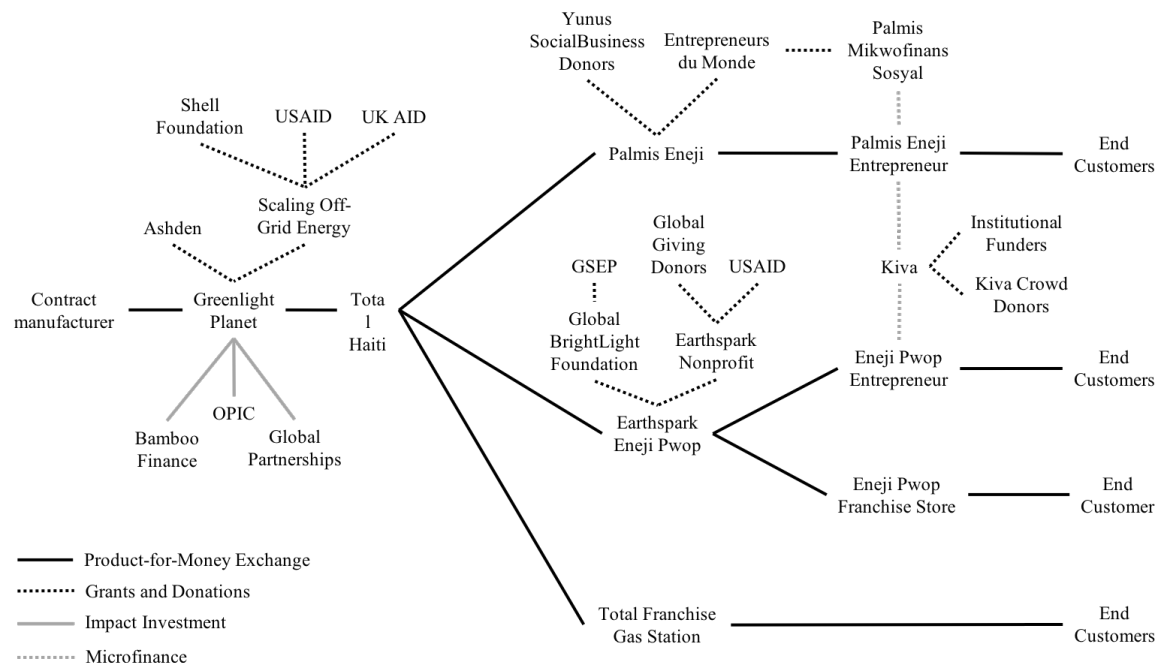 Yunus
SocialBusiness
Donors
Entrepreneurs
du Monde
Palmis
Mikwofinans
Sosyal
Shell
Foundation
USAID
UK AID
Palmis Eneji
Palmis Eneji
Entrepreneur
End
Customers
Scaling Off-
Grid Energy
Ashden
Global
Giving
Donors
GSEP
USAID
Kiva
Institutional
Funders
Kiva Crowd
Donors
Contract
manufacturer
Greenlight
Planet
Tota
l
Haiti
Global
BrightLight
Foundation
Earthspark
Nonprofit
Eneji Pwop
Entrepreneur
End
Customers
OPIC
Bamboo
Finance
Global
Partnerships
Earthspark
Eneji Pwop
Eneji Pwop
Franchise Store
End
Customer
Product-for-Money Exchange
Grants and Donations
Impact Investment
Microfinance
Total Franchise
Gas Station
End
Customers